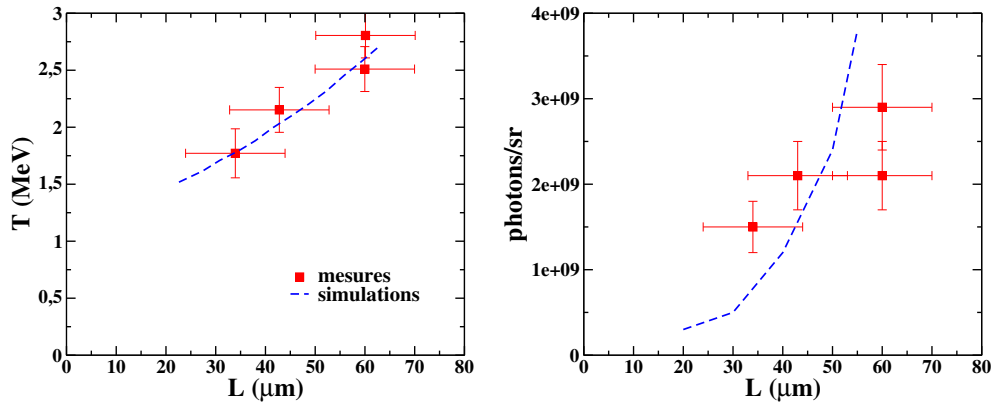 3
2,5
2
1,5
1
0,5
0
T (MeV)
0 10 20 30 40 50 60 70 80
L (μm)
mesures
simulations
4e+09
3e+09
2e+09
1e+09
0
photons/sr
0 10 20 30 40 50 60 70 80
L (μm)